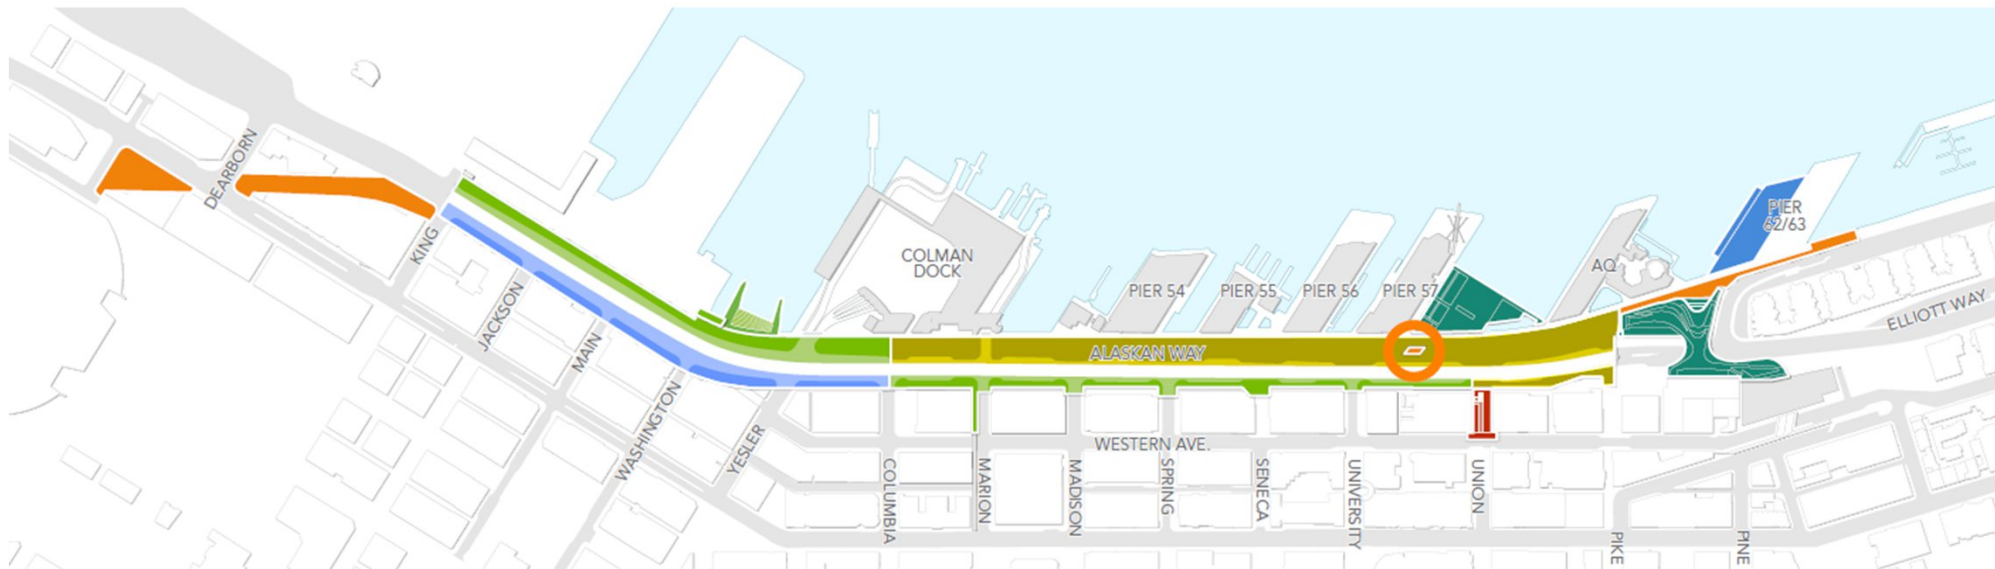 DEARBORN
KING
JACKSON
MAIN
WASHINGTON
YESLER
COLMAN
DOCK
PIER 54
PIER 55
PIER 56
PIER 57
AQ
PIER
62/63
ELLIOTT WAY
ALASKAN WAY
WESTERN AVE.
COLUMBIA
MARION
MADISON
SPRING
SENECA
UNIVERSITY
UNION
PIKE
PINE